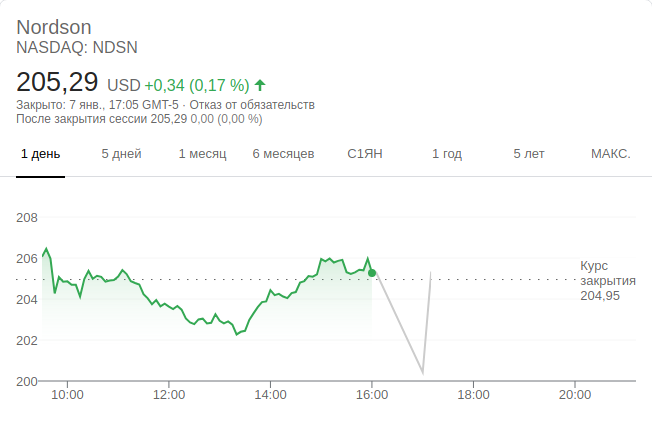 Nordson
NASDAQ: NDSN
205,29 USD +0,34 (0,17 %)
Закрыто: 7 янв., 17:05 GMT-5 · Отказ от обязательств
После закрытия сессии 205,29 0,00 (0,00 %)
1 день 5 дней 1 месяц 6 месяцев С1ЯН 1 год 5 лет МАКС.
208
206
204
202
200
Курс
закрытия
204,95
10:00 12:00 14:00 16:00 18:00 20:00